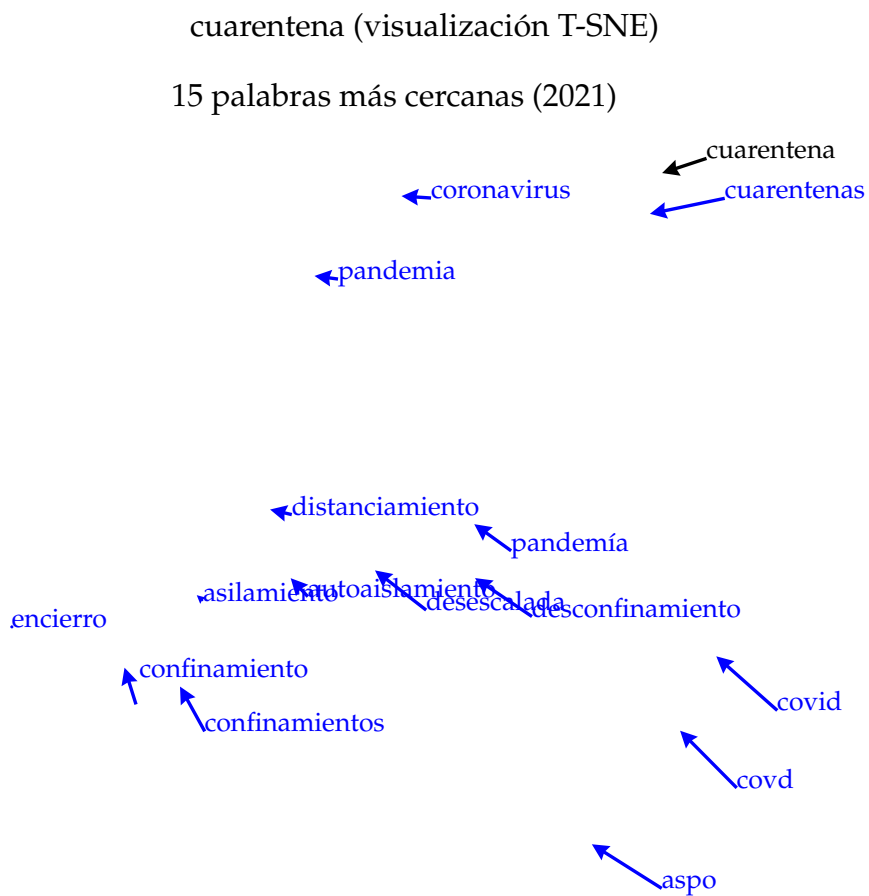 cuarentena (visualización T-SNE)
15 palabras más cercanas (2021)
cuarentena
coronavirus
cuarentenas
pandemia
distanciamiento
pandemía
asilamiento
autoaislamiento
desescalada
desconfinamiento
encierro
confinamiento
covid
confinamientos
covd
aspo